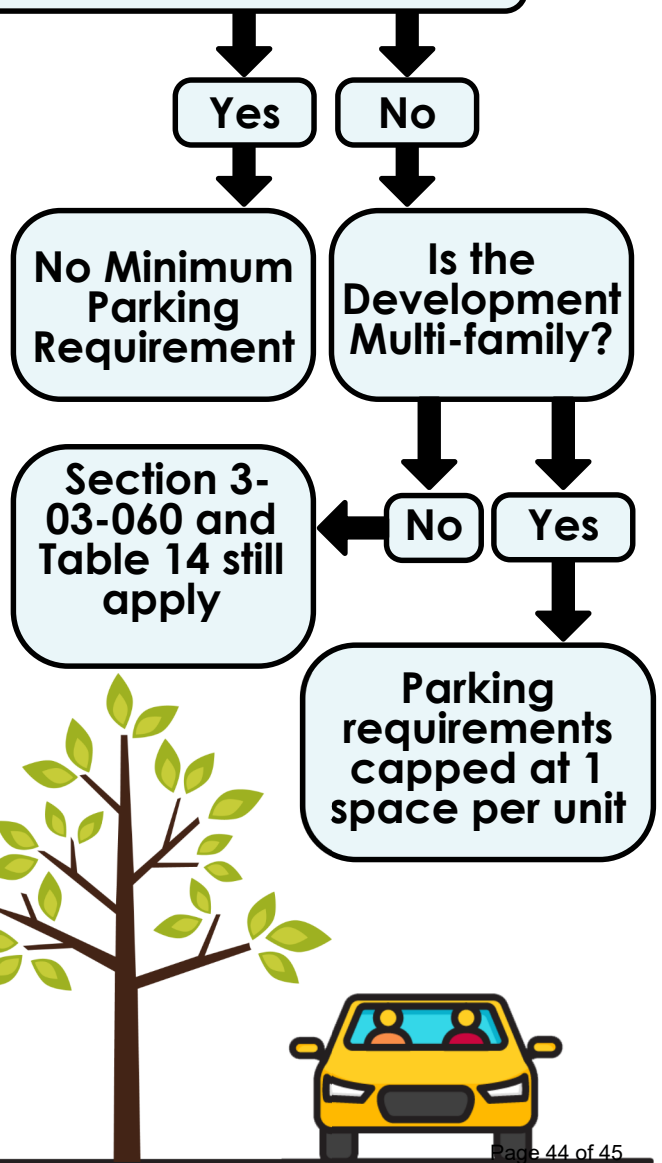 Yes
No
No Minimum
Parking
Requirement
Is the
Development
Multi-family?
Section 3-
03-060 and
Table 14 still
apply
No
Yes
Parking
requirements
capped at 1
space per unit
Page 44 of 45